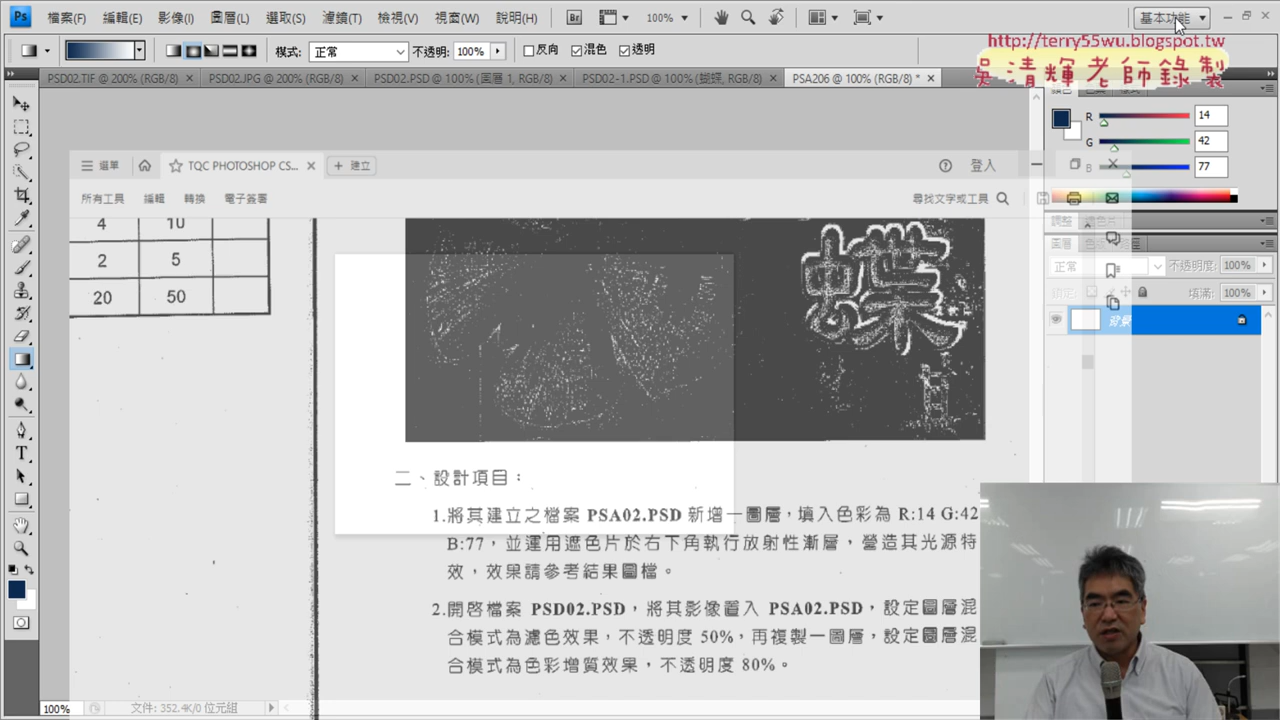 Ps 檔案(F) 編輯(E) 影像(I) 圖層(L) 選取(S) 濾鏡(T) 檢視(V) 視窗(W) 說明(H) Br 100% 基本功能
模式: 正常 不透明: 100% 反向 混色 透明
http://terry55wu.blogspot.tw
吳清輝老師錄製
PSD02.TIF @ 200% (RGB/8) PSD02.JPG @ 200% (RGB/8) PSD02.PSD @ 100% (圖層 , RGB/8) PSD02-1.PSD @ 100% (蝴蝶, RGB/8) PSA206 @ 100% (RGB/8) *
R 14
G 42
B 77
選單 TQC PHOTOSHOP CS... 建立 登入
所有工具 編輯 轉換 電子簽署 尋找文字或工具
調整
圖層 路徑
正常 不透明度: 100%
填滿: 100%
背景
4 10
2 5
20 50
蝶
二、設計項目：
1.將其建立之檔案 PSA02.PSD 新增一圖層，填入色彩為 R:14 G:42
B:77，並運用遮色片於右下角執行放射性漸層，營造其光源特
效，效果請參考結果圖檔。
2.開啓檔案 PSD02.PSD，將其影像置入 PSA02.PSD，設定圖層混
合模式為濾色效果，不透明度 50%，再複製一圖層，設定圖層混
合模式為色彩增質效果，不透明度 80%。
100% 文件: 352.4K/0 位元組